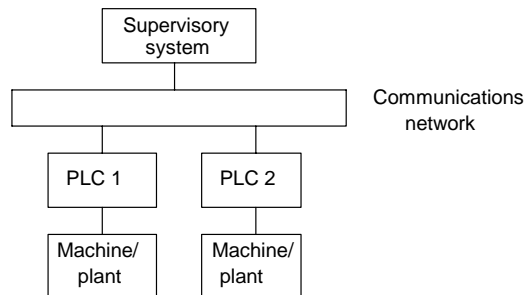 Supervisory
system
Communications
network
PLC 1
PLC 2
Machine/
plant
Machine/
plant